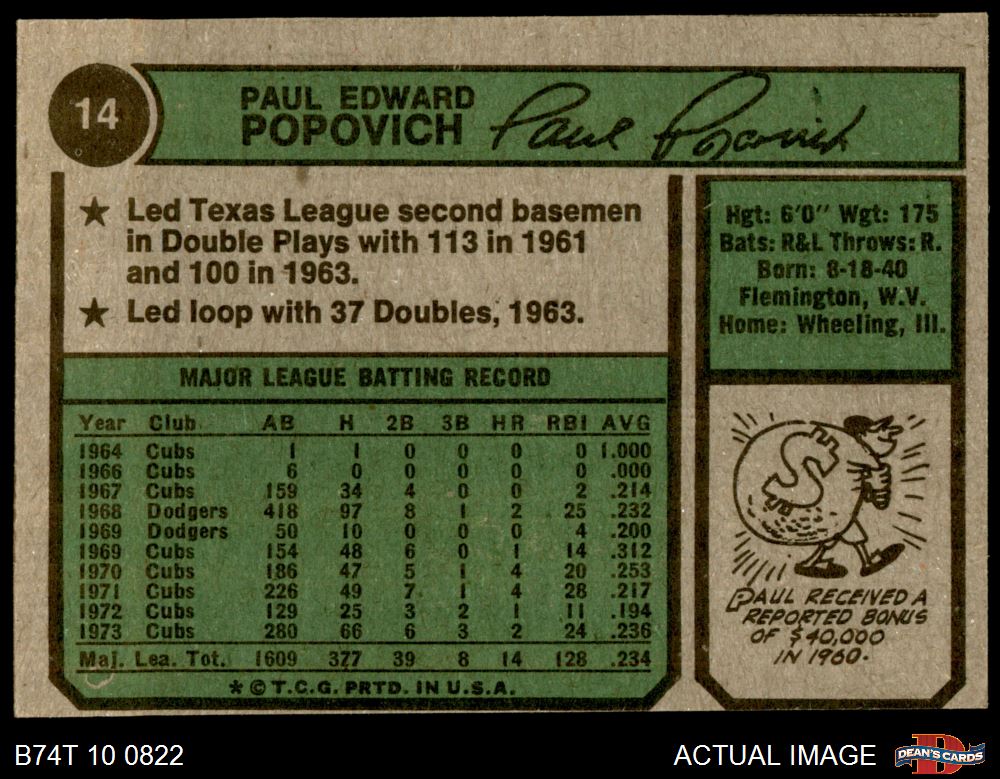 14
PAUL EDWARD
POPOVICH
Paul Popovich
★ Led Texas League second basemen
in Double Plays with 113 in 1961
and 100 in 1963.
★ Led loop with 37 Doubles, 1963.
Hgt: 6'0" Wgt: 175
Bats: R&L Throws: R.
Born: 8-18-40
Flemington, W.V.
Home: Wheeling, Ill.
MAJOR LEAGUE BATTING RECORD
Year Club AB H 2B 3B HR RBI AVG
1964 Cubs 1 1 0 0 0 0 1.000
1966 Cubs 6 0 0 0 0 0 .000
1967 Cubs 159 34 4 0 0 2 .214
1968 Dodgers 418 97 8 1 2 25 .232
1969 Dodgers 50 10 0 0 0 4 .200
1969 Cubs 154 48 6 0 1 14 .312
1970 Cubs 186 47 5 1 4 20 .253
1971 Cubs 226 49 7 1 4 28 .217
1972 Cubs 129 25 3 2 1 11 .194
1973 Cubs 280 66 6 3 2 24 .236
Maj. Lea. Tot. 1609 377 39 8 14 128 .234
* © T.C.G. PRTD. IN U.S.A.
$
PAUL RECEIVED A
REPORTED BONUS
OF $40,000
IN 1960.
B74T 10 0822
ACTUAL IMAGE
DEAN'S CARDS